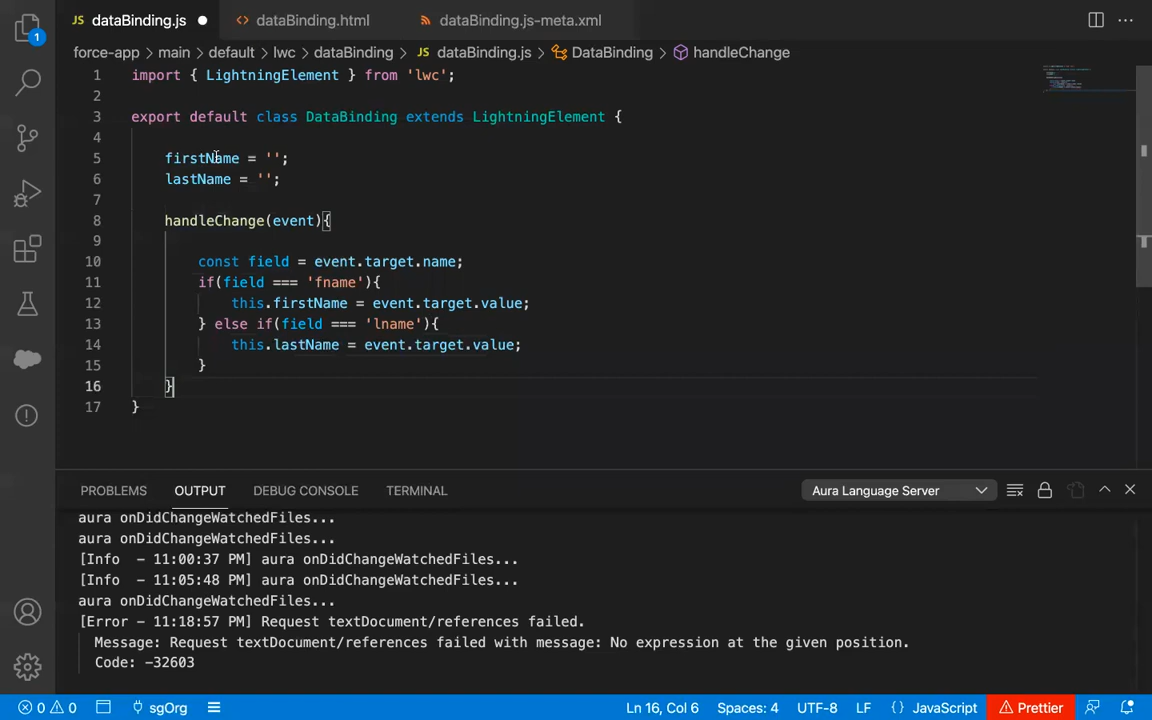 JS dataBinding.js
<> dataBinding.html
dataBinding.js-meta.xml
...
1
force-app > main > default > lwc > dataBinding > JS dataBinding.js > DataBinding > handleChange
1 import { LightningElement } from 'lwc';
2
3 export default class DataBinding extends LightningElement {
4
5 firstName = '';
6 lastName = '';
7
8 handleChange(event){
9
10 const field = event.target.name;
11 if(field === 'fname'){
12 this.firstName = event.target.value;
13 } else if(field === 'lname'){
14 this.lastName = event.target.value;
15 }
16 }
17 }
PROBLEMS OUTPUT DEBUG CONSOLE TERMINAL Aura Language Server
aura onDidChangeWatchedFiles...
aura onDidChangeWatchedFiles...
[Info - 11:00:37 PM] aura onDidChangeWatchedFiles...
[Info - 11:05:48 PM] aura onDidChangeWatchedFiles...
aura onDidChangeWatchedFiles...
[Error - 11:18:57 PM] Request textDocument/references failed.
Message: Request textDocument/references failed with message: No expression at the given position.
Code: -32603
0 0 sgOrg Ln 16, Col 6 Spaces: 4 UTF-8 LF {} JavaScript Prettier